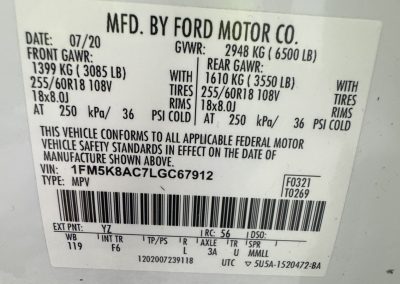 MFD. BY FORD MOTOR CO.
DATE: 07/20 GVWR: 2948 KG (6500 LB)
FRONT GAWR: REAR GAWR:
1399 KG (3085 LB) 1610 KG (3550 LB)
255/60R18 108V TIRES 255/60R18 108V TIRES
18x8.0J RIMS 18x8.0J RIMS
AT 250 kPa/ 36 PSI COLD AT 250 kPa/ 36 PSI COLD
THIS VEHICLE CONFORMS TO ALL APPLICABLE FEDERAL MOTOR
VEHICLE SAFETY STANDARDS IN EFFECT ON THE DATE OF
MANUFACTURE SHOWN ABOVE.
VIN: 1FM5K8AC7LGC67912
TYPE: MPV
F0321
T0269
EXT PNT: YZ RC: 56 DSO:
WB INT TR TP/PS R AXLE TR SPR
119 F6 L 3A U MMLL
1202007239118 UTC 5U5A-1520472-BA